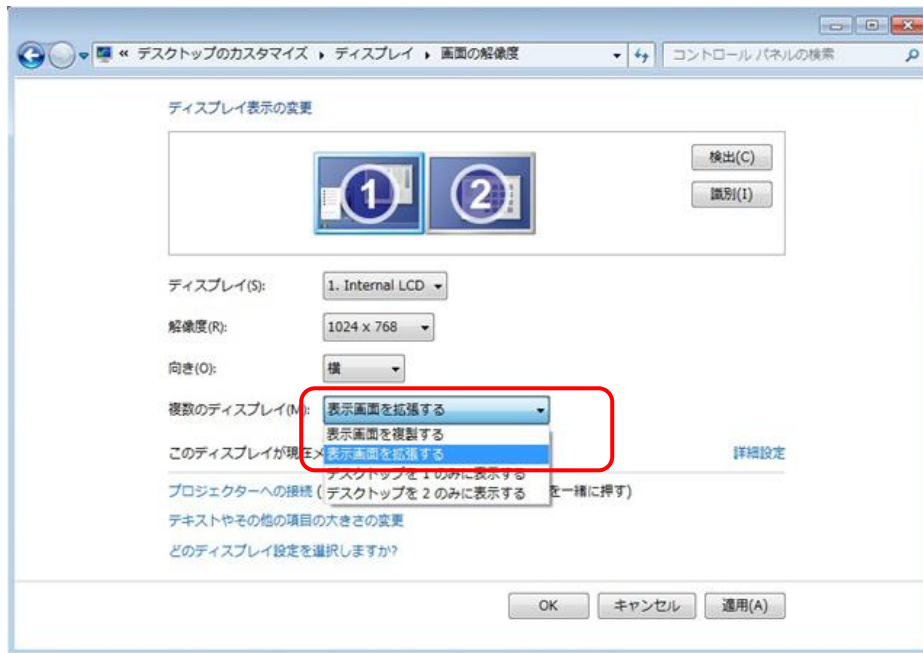 « デスクトップのカスタマイズ ▸ ディスプレイ ▸ 画面の解像度
コントロール パネルの検索
ディスプレイ表示の変更
1
2
検出(C)
識別(I)
ディスプレイ(S): 1. Internal LCD
解像度(R): 1024 x 768
向き(O): 横
複数のディスプレイ(M): 表示画面を拡張する
表示画面を複製する
このディスプレイが現在メ 表示画面を拡張する 詳細設定
デスクトップを 1 のみに表示する
プロジェクターへの接続 ( デスクトップを 2 のみに表示する を一緒に押す)
テキストやその他の項目の大きさの変更
どのディスプレイ設定を選択しますか?
OK キャンセル 適用(A)